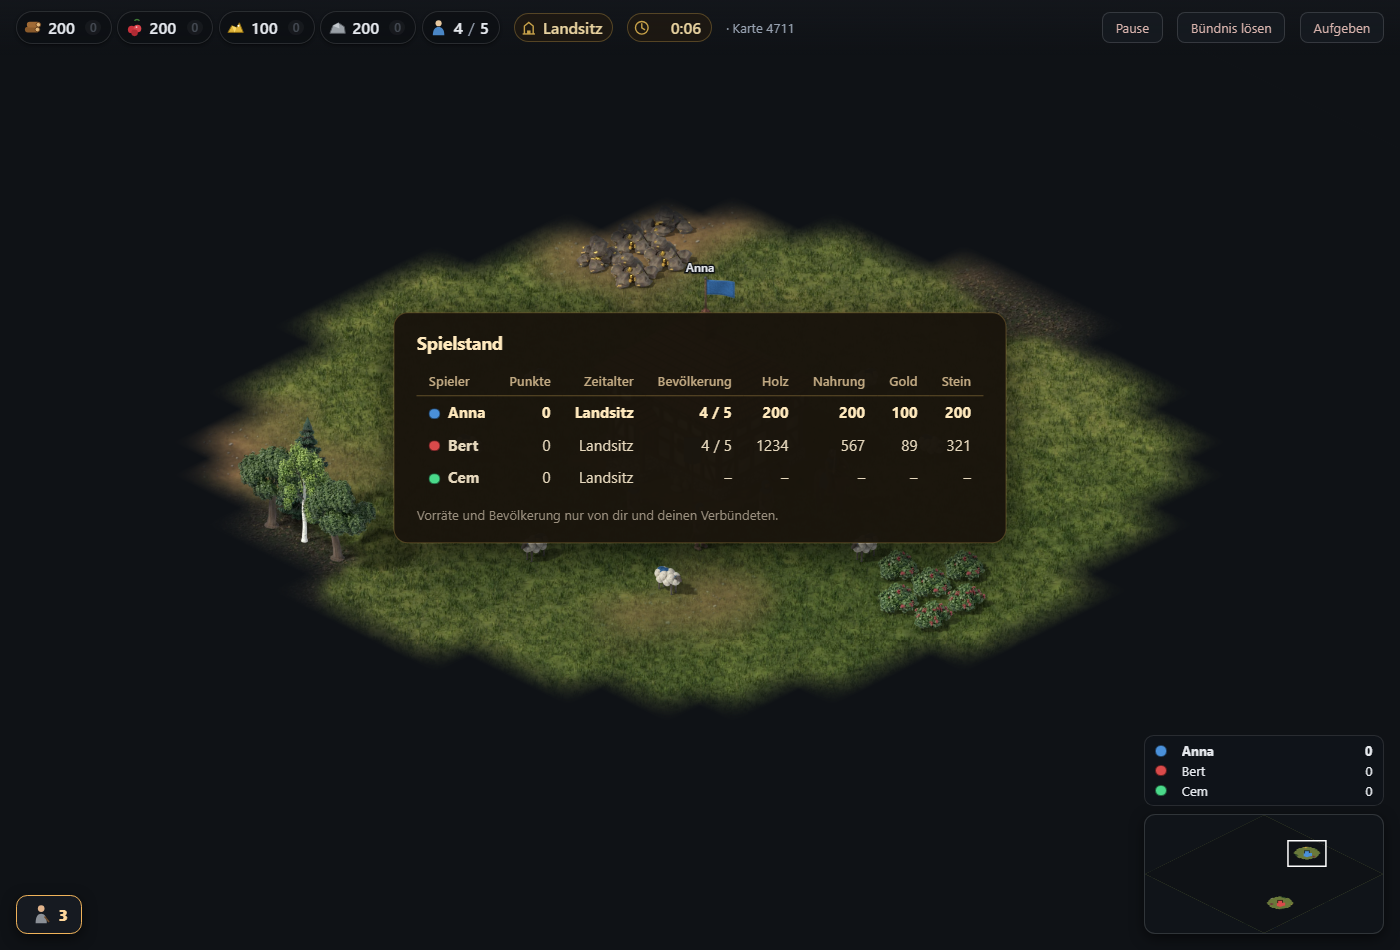 200 0 200 0 100 0 200 0 4 / 5 Landsitz 0:06 · Karte 4711 Pause Bündnis lösen Aufgeben
Anna
Spielstand
Spieler Punkte Zeitalter Bevölkerung Holz Nahrung Gold Stein
Anna 0 Landsitz 4 / 5 200 200 100 200
Bert 0 Landsitz 4 / 5 1234 567 89 321
Cem 0 Landsitz – – – – –
Vorräte und Bevölkerung nur von dir und deinen Verbündeten.
Anna 0
Bert 0
Cem 0
3